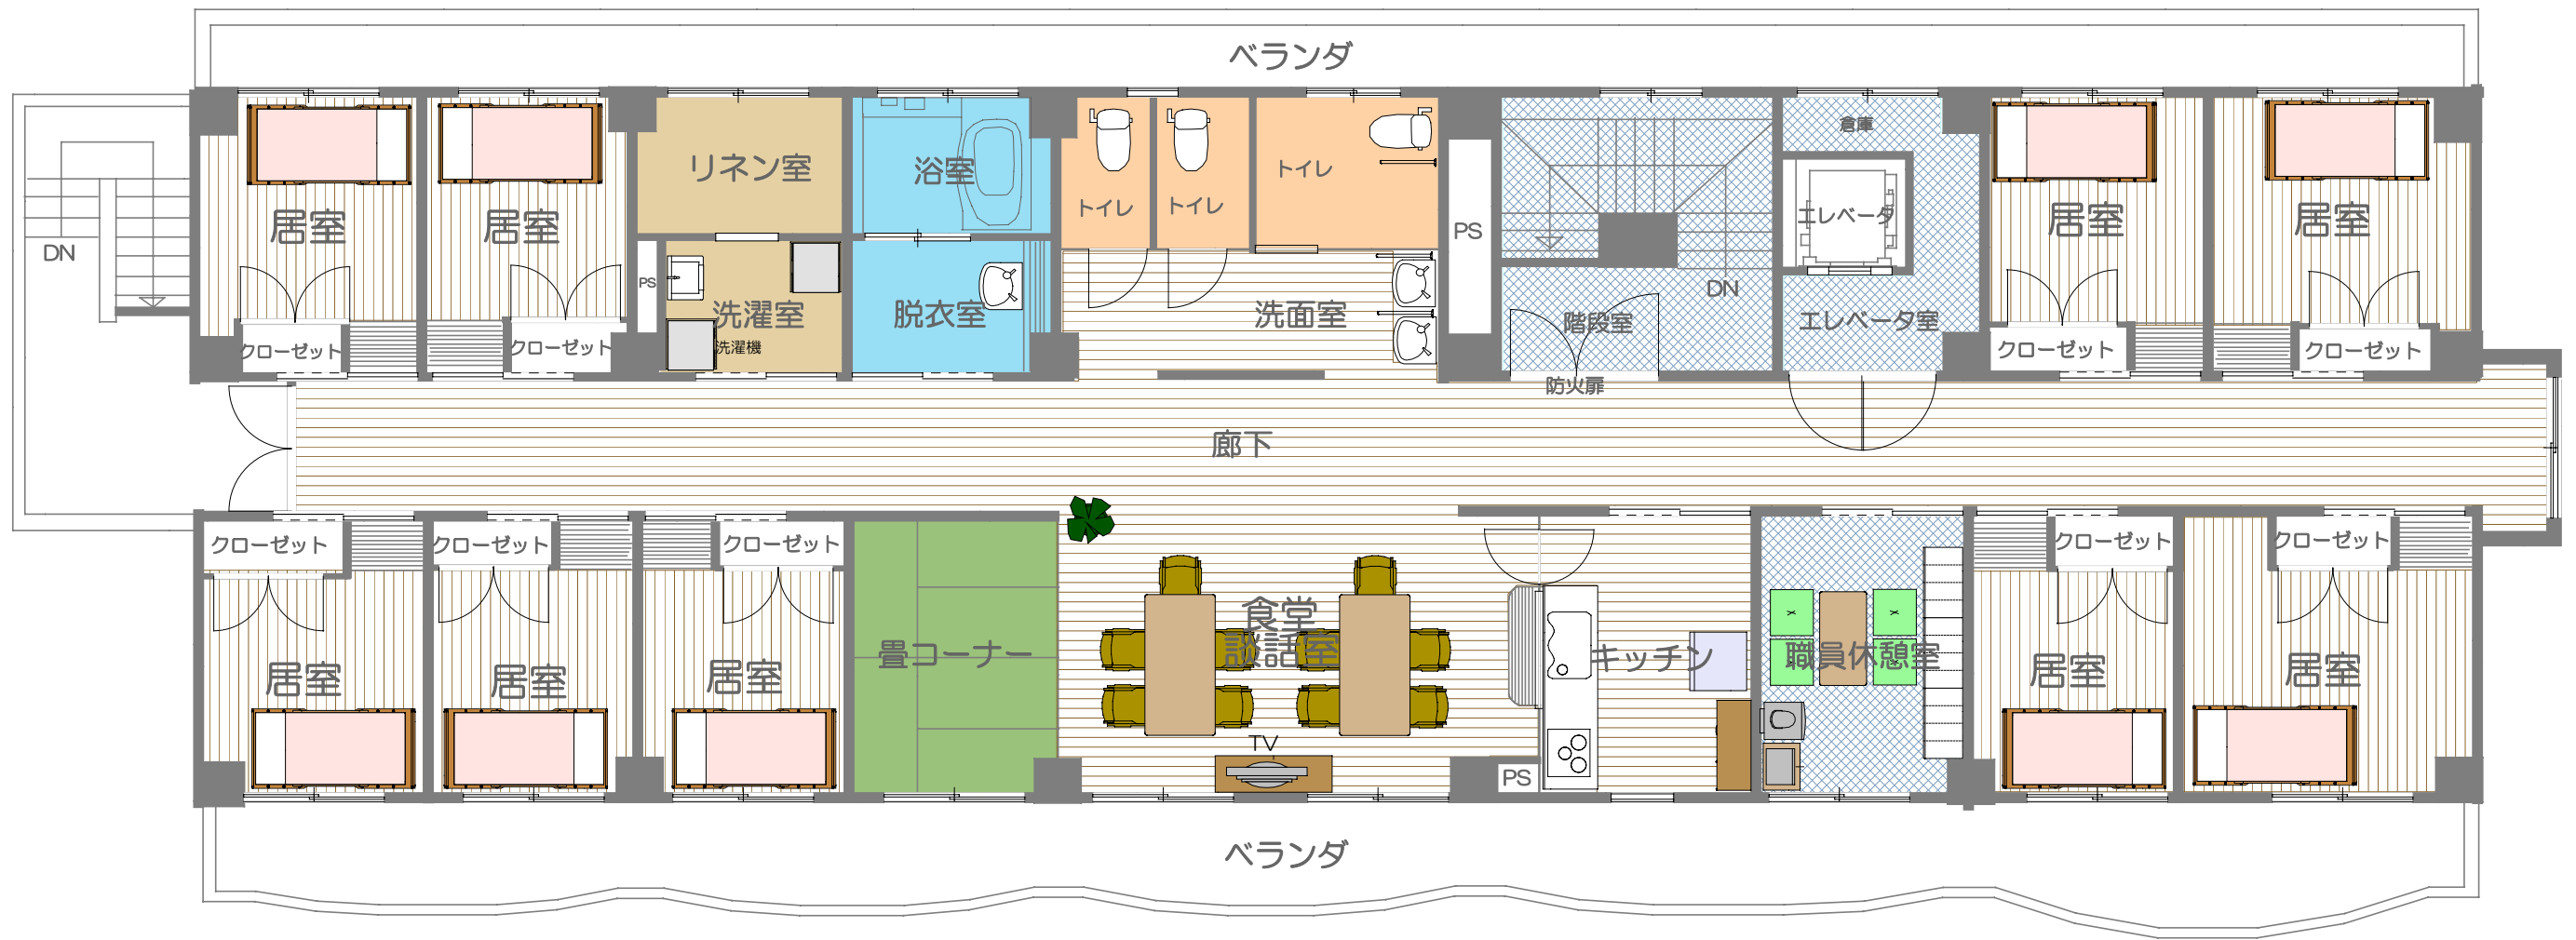 ベランダ
倉庫
リネン室
浴室
トイレ
トイレ
トイレ
エレベータ
居室
居室
PS
居室
居室
DN
PS
DN
洗濯室
脱衣室
洗面室
階段室
エレベータ室
クローゼット
クローゼット
洗濯機
クローゼット
クローゼット
防火扉
廊下
クローゼット
クローゼット
クローゼット
クローゼット
クローゼット
食堂
談話室
畳コーナー
キッチン
職員休憩室
居室
居室
居室
居室
居室
TV
PS
ベランダ